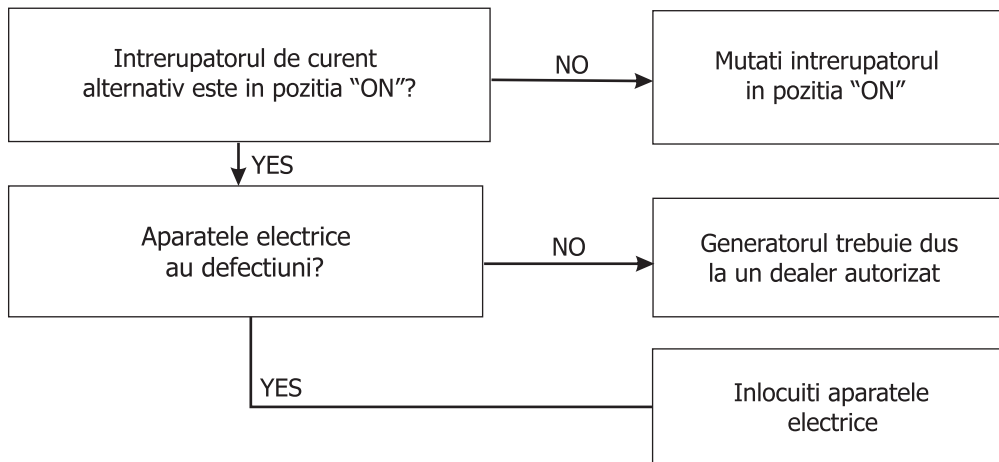 Intrerupatorul de curent
alternativ este in pozitia “ON”?
NO
Mutati intrerupatorul
in pozitia “ON”
YES
Aparatele electrice
au defectiuni?
NO
Generatorul trebuie dus
la un dealer autorizat
YES
Inlocuiti aparatele
electrice